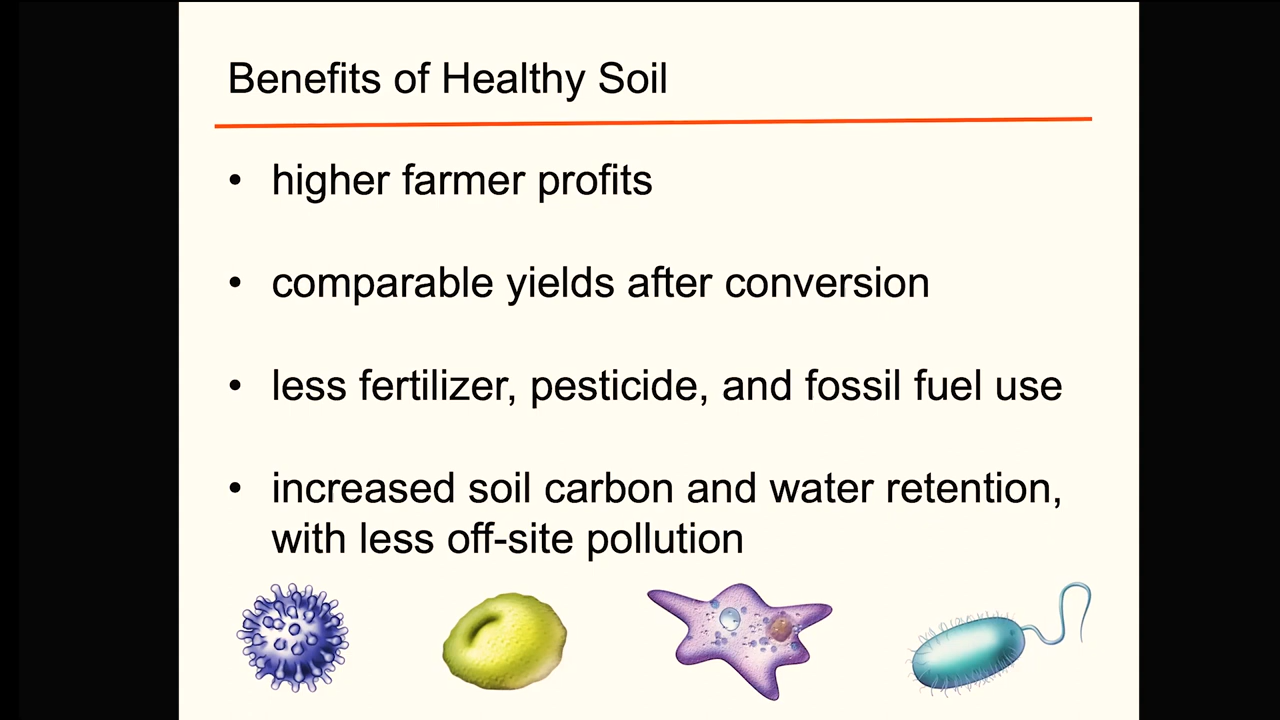 Benefits of Healthy Soil
• higher farmer profits
• comparable yields after conversion
• less fertilizer, pesticide, and fossil fuel use
• increased soil carbon and water retention,
with less off-site pollution